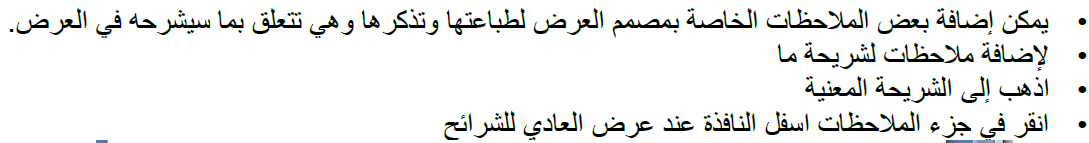 • يمكن إضافة بعض الملاحظات الخاصة بمصمم العرض لطباعتها وتذكرها وهي تتعلق بما سيشرحه في العرض.
• لإضافة ملاحظات لشريحة ما
• اذهب إلى الشريحة المعنية
• انقر في جزء الملاحظات اسفل النافذة عند عرض العادي للشرائح